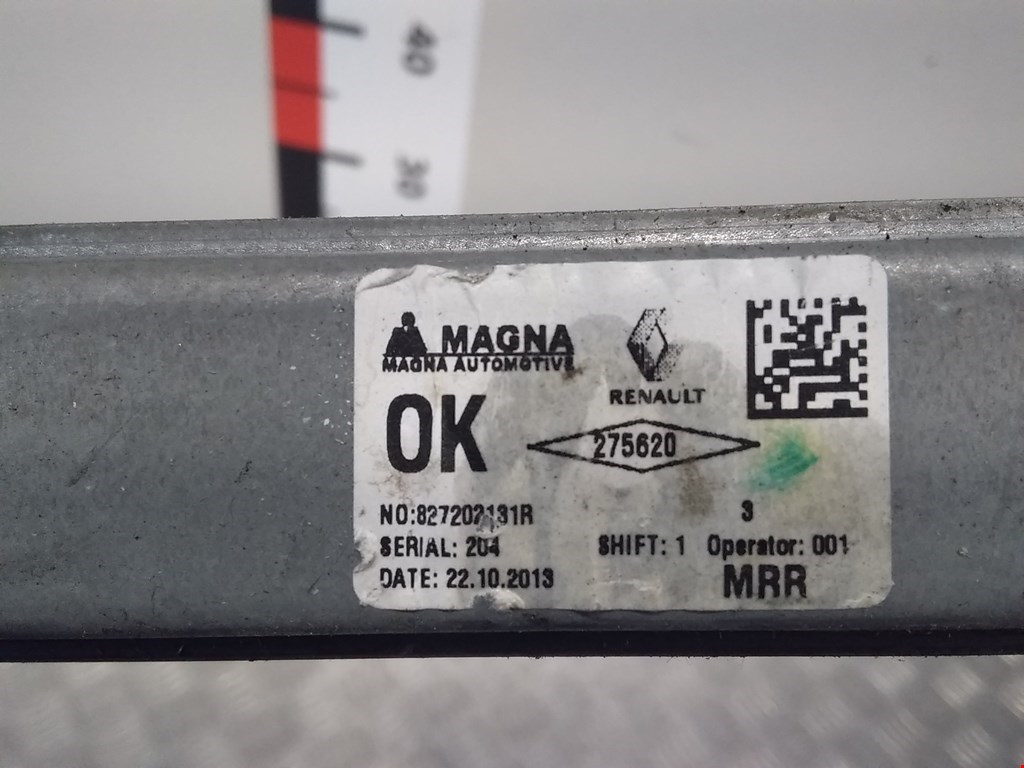 40
30
MAGNA
MAGNA AUTOMOTIVE
RENAULT
OK
275620
NO:827202131R
3
SERIAL: 204
SHIFT: 1 Operator: 001
DATE: 22.10.2013
MRR